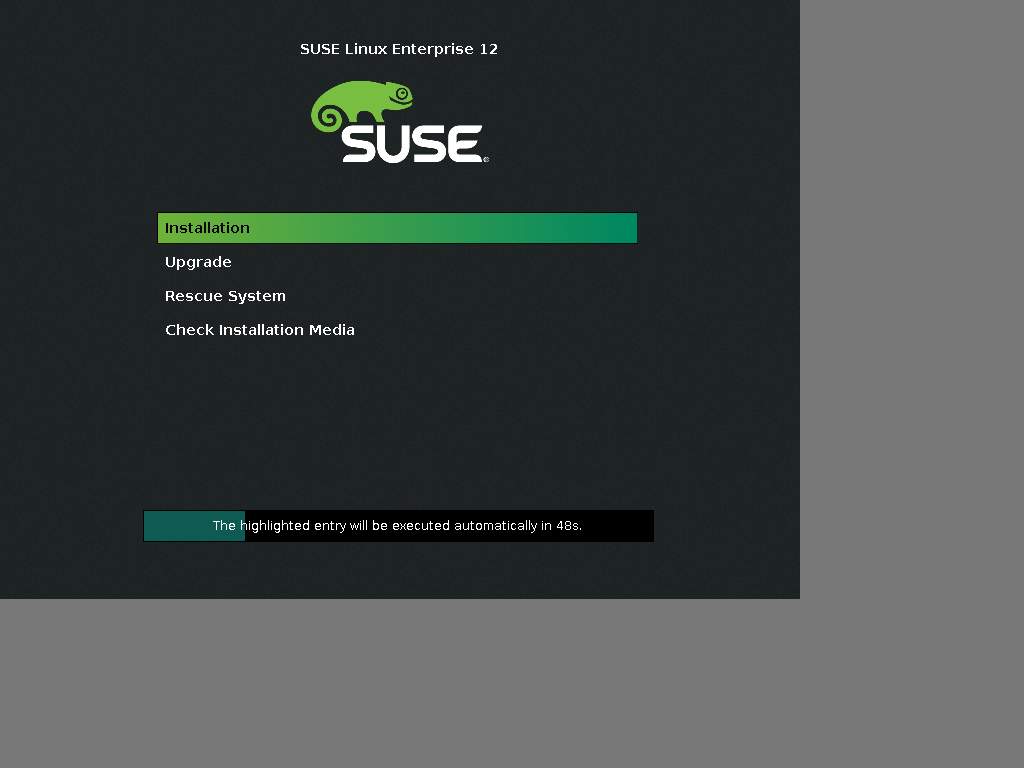 SUSE Linux Enterprise 12
SUSE®
Installation
Upgrade
Rescue System
Check Installation Media
The highlighted entry will be executed automatically in 48s.